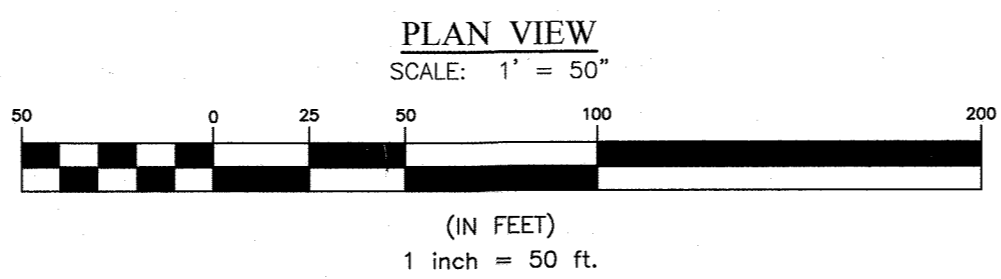 PLAN VIEW
SCALE: 1' = 50"
50 0 25 50 100 200
(IN FEET)
1 inch = 50 ft.